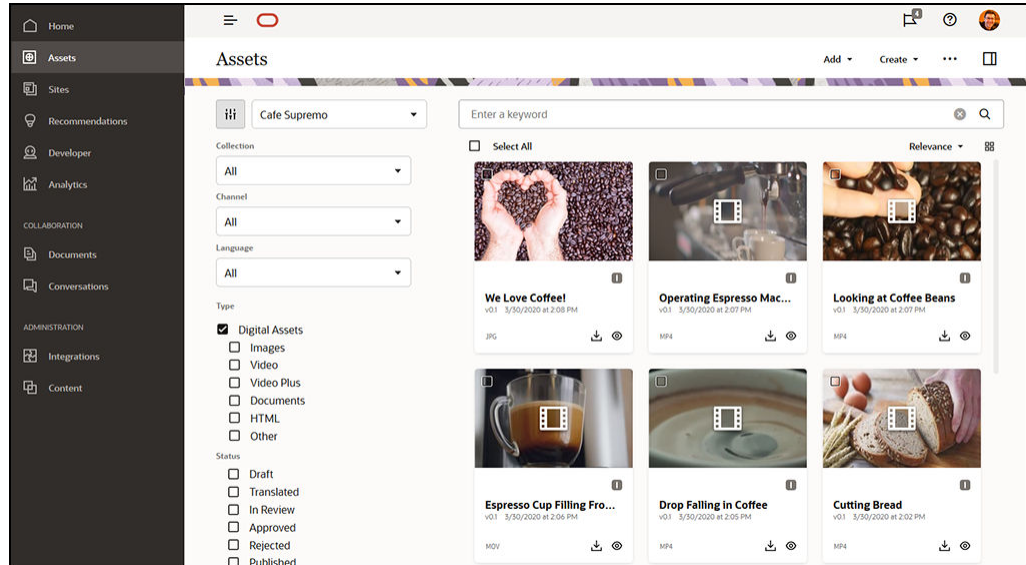 Home
Assets
Sites
Recommendations
Developer
Analytics
COLLABORATION
Documents
Conversations
ADMINISTRATION
Integrations
Content
4
Assets
Add
Create
Cafe Supremo
Enter a keyword
Collection
All
Channel
All
Language
All
Type
Digital Assets
Images
Video
Video Plus
Documents
HTML
Other
Status
Draft
Translated
In Review
Approved
Rejected
Published
Select All
Relevance
We Love Coffee!
v0.1 3/30/2020 at 2:08 PM
JPG
Operating Espresso Mac...
v0.1 3/30/2020 at 2:07 PM
MP4
Looking at Coffee Beans
v0.1 3/30/2020 at 2:07 PM
MP4
Espresso Cup Filling Fro...
v0.1 3/30/2020 at 2:06 PM
MOV
Drop Falling in Coffee
v0.1 3/30/2020 at 2:05 PM
MP4
Cutting Bread
v0.1 3/30/2020 at 2:02 PM
MP4